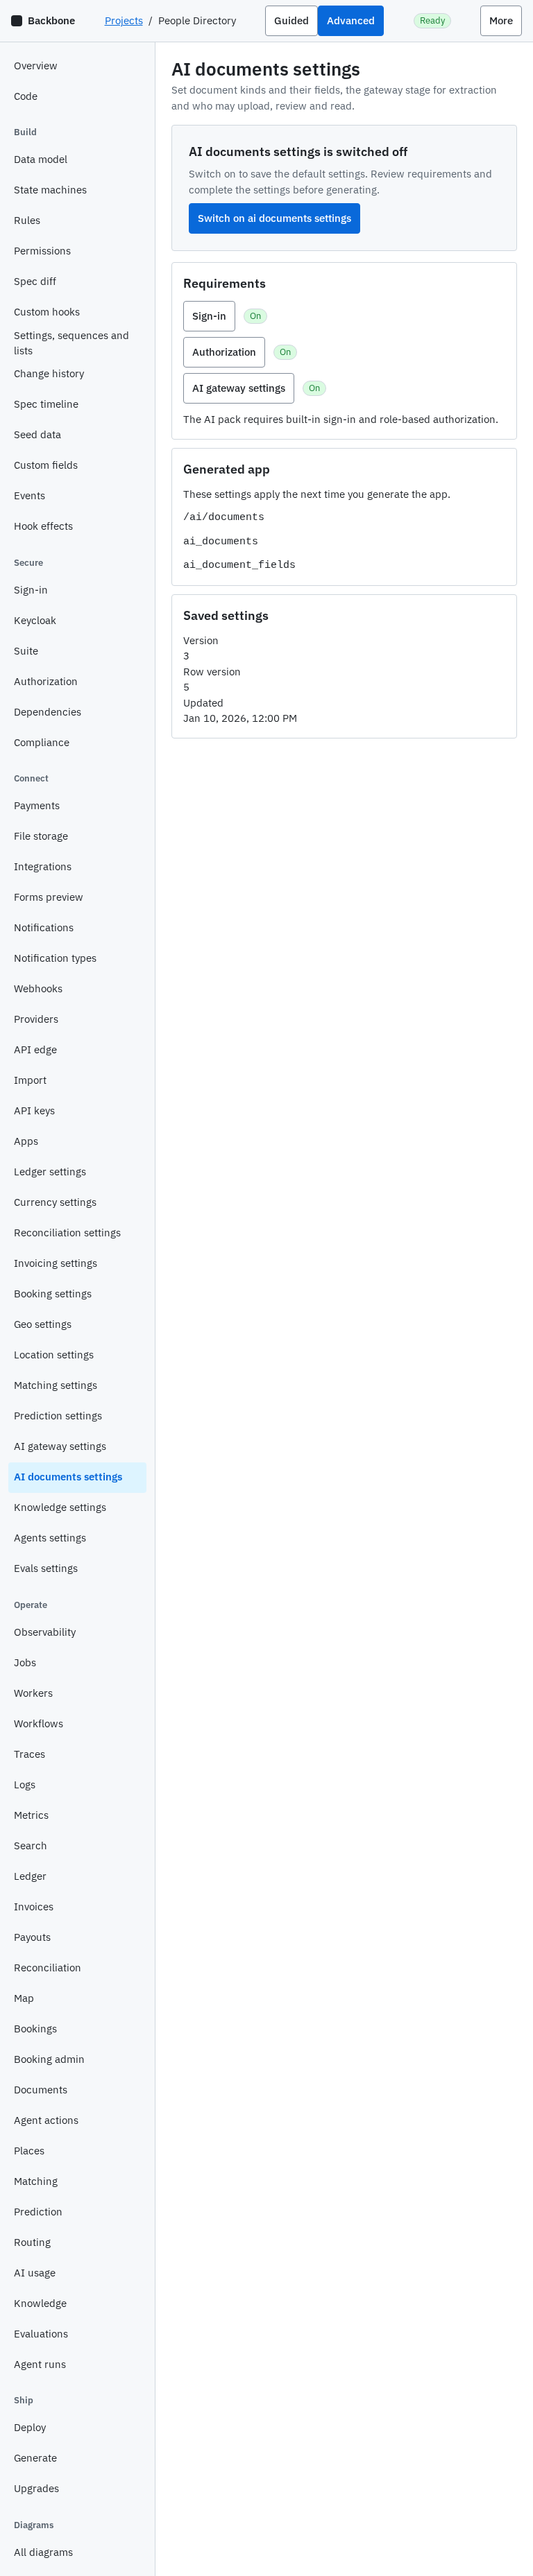 Backbone
Projects / People Directory
Guided
Advanced
Ready
More
Overview
Code
Build
Data model
State machines
Rules
Permissions
Spec diff
Custom hooks
Settings, sequences and
lists
Change history
Spec timeline
Seed data
Custom fields
Events
Hook effects
Secure
Sign-in
Keycloak
Suite
Authorization
Dependencies
Compliance
Connect
Payments
File storage
Integrations
Forms preview
Notifications
Notification types
Webhooks
Providers
API edge
Import
API keys
Apps
Ledger settings
Currency settings
Reconciliation settings
Invoicing settings
Booking settings
Geo settings
Location settings
Matching settings
Prediction settings
AI gateway settings
AI documents settings
Knowledge settings
Agents settings
Evals settings
Operate
Observability
Jobs
Workers
Workflows
Traces
Logs
Metrics
Search
Ledger
Invoices
Payouts
Reconciliation
Map
Bookings
Booking admin
Documents
Agent actions
Places
Matching
Prediction
Routing
AI usage
Knowledge
Evaluations
Agent runs
Ship
Deploy
Generate
Upgrades
Diagrams
All diagrams
AI documents settings
Set document kinds and their fields, the gateway stage for extraction
and who may upload, review and read.
AI documents settings is switched off
Switch on to save the default settings. Review requirements and
complete the settings before generating.
Switch on ai documents settings
Requirements
Sign-in On
Authorization On
AI gateway settings On
The AI pack requires built-in sign-in and role-based authorization.
Generated app
These settings apply the next time you generate the app.
/ai/documents
ai_documents
ai_document_fields
Saved settings
Version
3
Row version
5
Updated
Jan 10, 2026, 12:00 PM